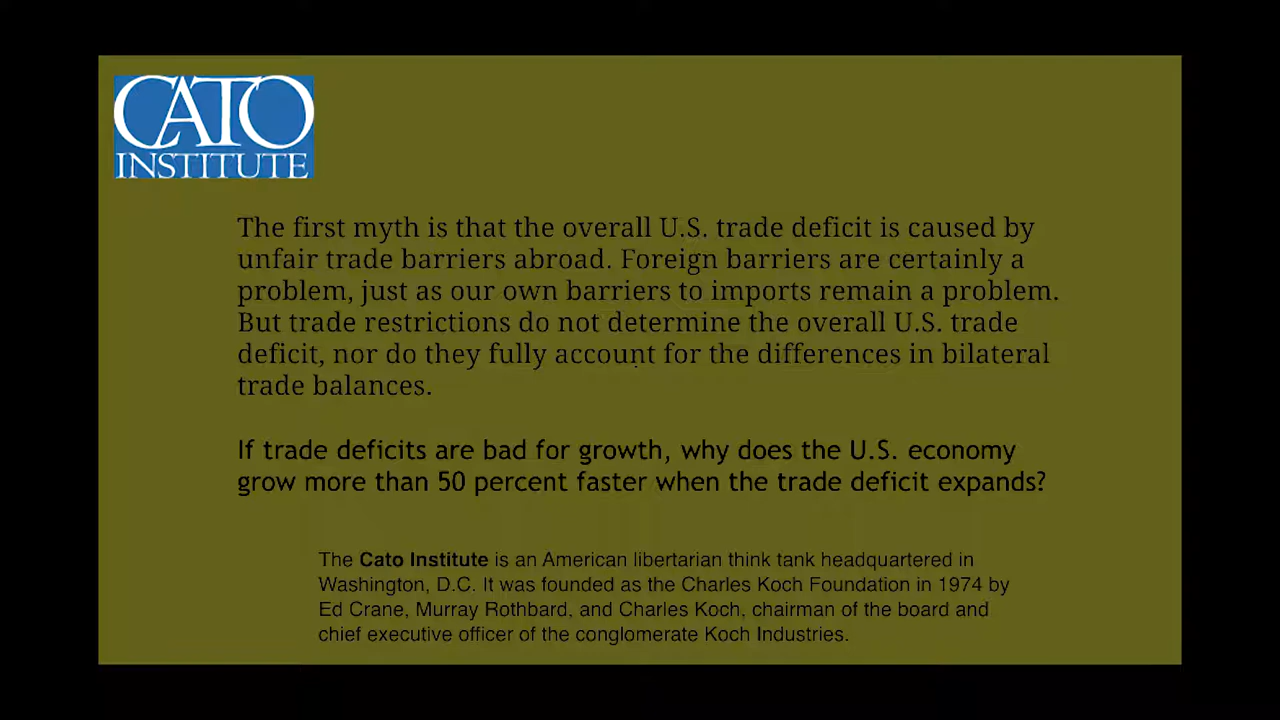 CATO
INSTITUTE
The first myth is that the overall U.S. trade deficit is caused by
unfair trade barriers abroad. Foreign barriers are certainly a
problem, just as our own barriers to imports remain a problem.
But trade restrictions do not determine the overall U.S. trade
deficit, nor do they fully account for the differences in bilateral
trade balances.
If trade deficits are bad for growth, why does the U.S. economy
grow more than 50 percent faster when the trade deficit expands?
The Cato Institute is an American libertarian think tank headquartered in
Washington, D.C. It was founded as the Charles Koch Foundation in 1974 by
Ed Crane, Murray Rothbard, and Charles Koch, chairman of the board and
chief executive officer of the conglomerate Koch Industries.